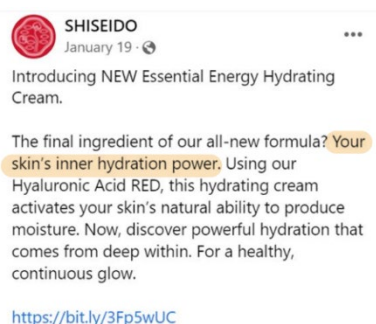 SHISEIDO
January 19 ·
Introducing NEW Essential Energy Hydrating
Cream.
The final ingredient of our all-new formula? Your
skin's inner hydration power. Using our
Hyaluronic Acid RED, this hydrating cream
activates your skin's natural ability to produce
moisture. Now, discover powerful hydration that
comes from deep within. For a healthy,
continuous glow.
https://bit.ly/3Fp5wUC